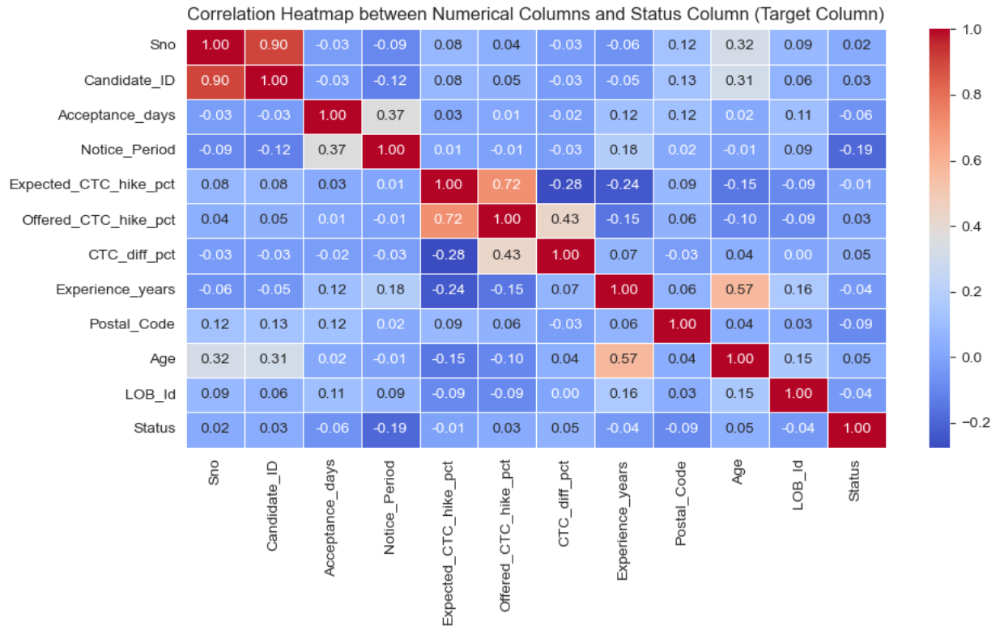 Correlation Heatmap between Numerical Columns and Status Column (Target Column)
Sno 1.00 0.90 -0.03 -0.09 0.08 0.04 -0.03 -0.06 0.12 0.32 0.09 0.02
Candidate_ID 0.90 1.00 -0.03 -0.12 0.08 0.05 -0.03 -0.05 0.13 0.31 0.06 0.03
Acceptance_days -0.03 -0.03 1.00 0.37 0.03 0.01 -0.02 0.12 0.12 0.02 0.11 -0.06
Notice_Period -0.09 -0.12 0.37 1.00 0.01 -0.01 -0.03 0.18 0.02 -0.01 0.09 -0.19
Expected_CTC_hike_pct 0.08 0.08 0.03 0.01 1.00 0.72 -0.28 -0.24 0.09 -0.15 -0.09 -0.01
Offered_CTC_hike_pct 0.04 0.05 0.01 -0.01 0.72 1.00 0.43 -0.15 0.06 -0.10 -0.09 0.03
CTC_diff_pct -0.03 -0.03 -0.02 -0.03 -0.28 0.43 1.00 0.07 -0.03 0.04 0.00 0.05
Experience_years -0.06 -0.05 0.12 0.18 -0.24 -0.15 0.07 1.00 0.06 0.57 0.16 -0.04
Postal_Code 0.12 0.13 0.12 0.02 0.09 0.06 -0.03 0.06 1.00 0.04 0.03 -0.09
Age 0.32 0.31 0.02 -0.01 -0.15 -0.10 0.04 0.57 0.04 1.00 0.15 0.05
LOB_Id 0.09 0.06 0.11 0.09 -0.09 -0.09 0.00 0.16 0.03 0.15 1.00 -0.04
Status 0.02 0.03 -0.06 -0.19 -0.01 0.03 0.05 -0.04 -0.09 0.05 -0.04 1.00
Sno
Candidate_ID
Acceptance_days
Notice_Period
Expected_CTC_hike_pct
Offered_CTC_hike_pct
CTC_diff_pct
Experience_years
Postal_Code
Age
LOB_Id
Status
1.0
0.8
0.6
0.4
0.2
0.0
−0.2